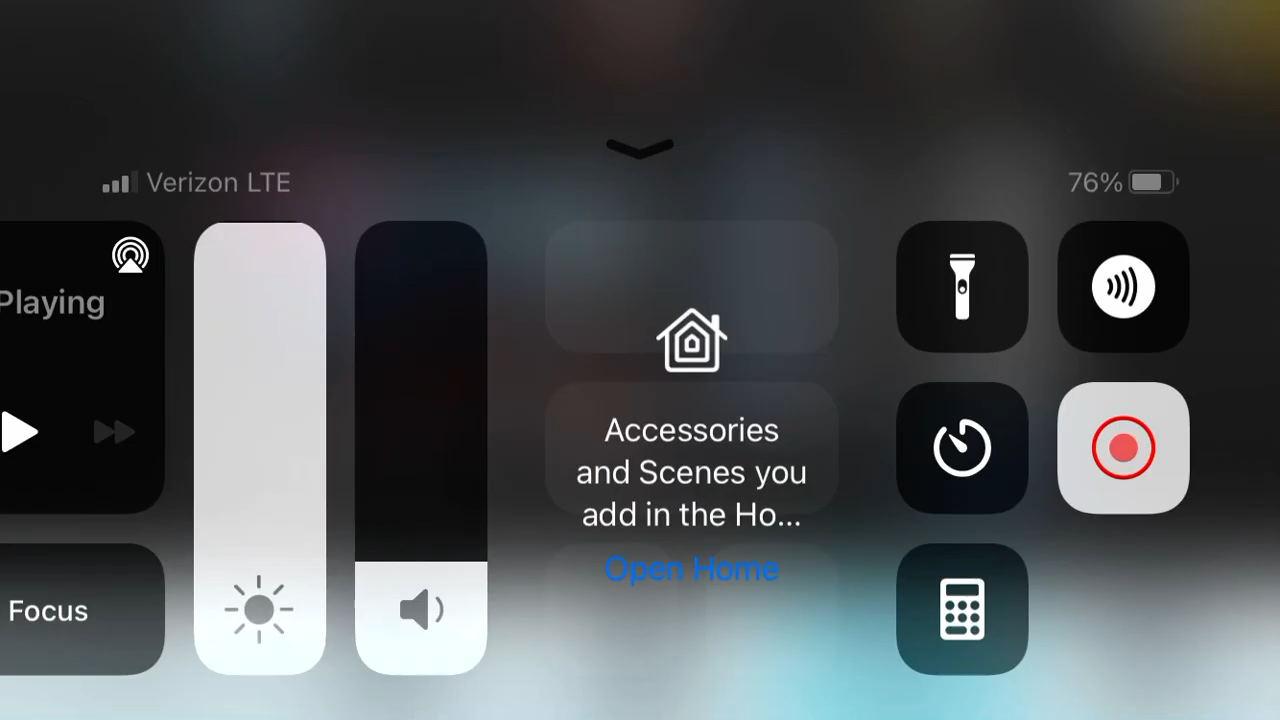 Verizon LTE
76%
Playing
Accessories
and Scenes you
add in the Ho...
Open Home
Focus